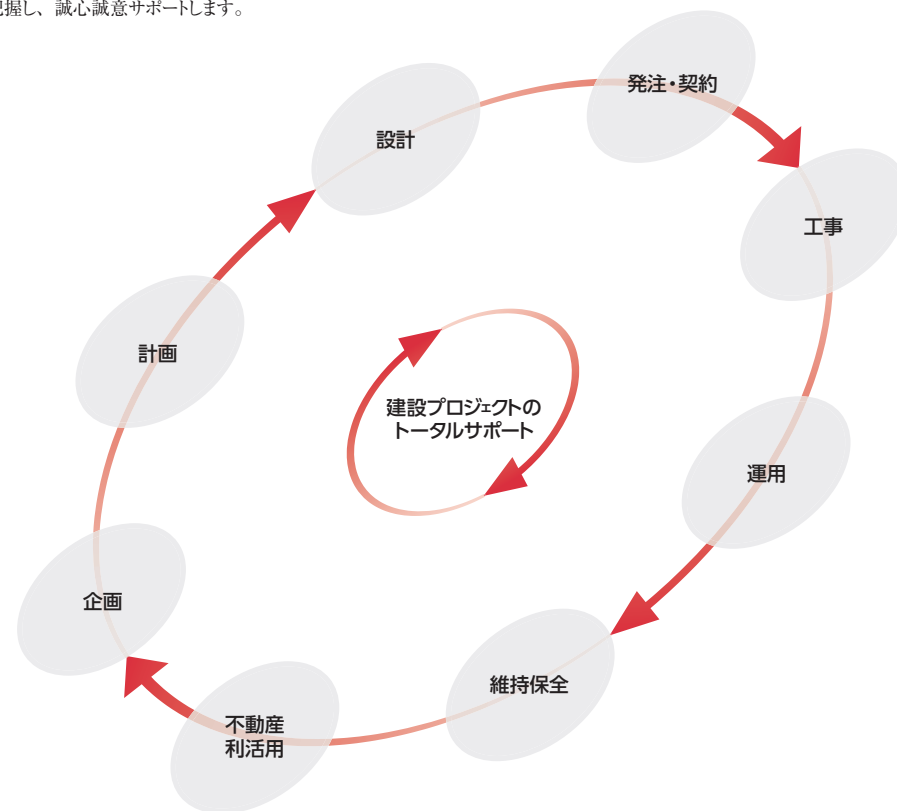 把握し、誠心誠意サポートします。
発注・契約
設計
工事
計画
建設プロジェクトの
トータルサポート
運用
企画
維持保全
不動産
利活用